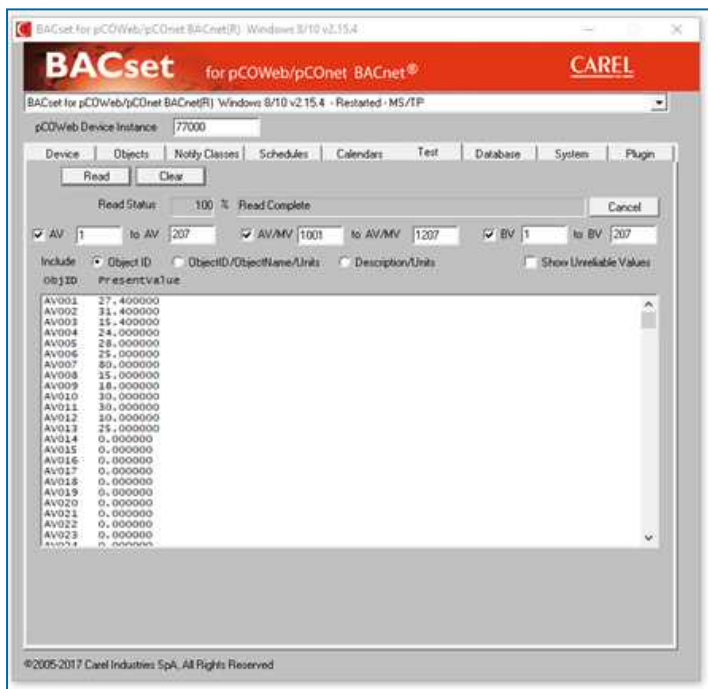 BACset for pCOWeb/pCOnet BACnet(R) Windows 8/10 v2.15.4
BACset for pCOWeb/pCOnet BACnet®
CAREL
BACset for pCOWeb/pCOnet BACnet(R) Windows 8/10 v2.15.4 - Restarted - MS/TP
pCOWeb Device Instance 77000
Device Objects Notify Classes Schedules Calendars Test Database System Plugin
Read Clear
Read Status 100 % Read Complete Cancel
AV 1 to AV 207 AV/MV 1001 to AV/MV 1207 BV 1 to BV 207
Include Object ID ObjectID/ObjectName/Units Description/Units Show Unreliable Values
ObjID PresentValue
AV001 27.400000
AV002 31.400000
AV003 15.400000
AV004 24.000000
AV005 28.000000
AV006 25.000000
AV007 80.000000
AV008 15.000000
AV009 18.000000
AV010 30.000000
AV011 30.000000
AV012 10.000000
AV013 25.000000
AV014 0.000000
AV015 0.000000
AV016 0.000000
AV017 0.000000
AV018 0.000000
AV019 0.000000
AV020 0.000000
AV021 0.000000
AV022 0.000000
AV023 0.000000
AV024 0.000000
©2005-2017 Carel Industries SpA, All Rights Reserved